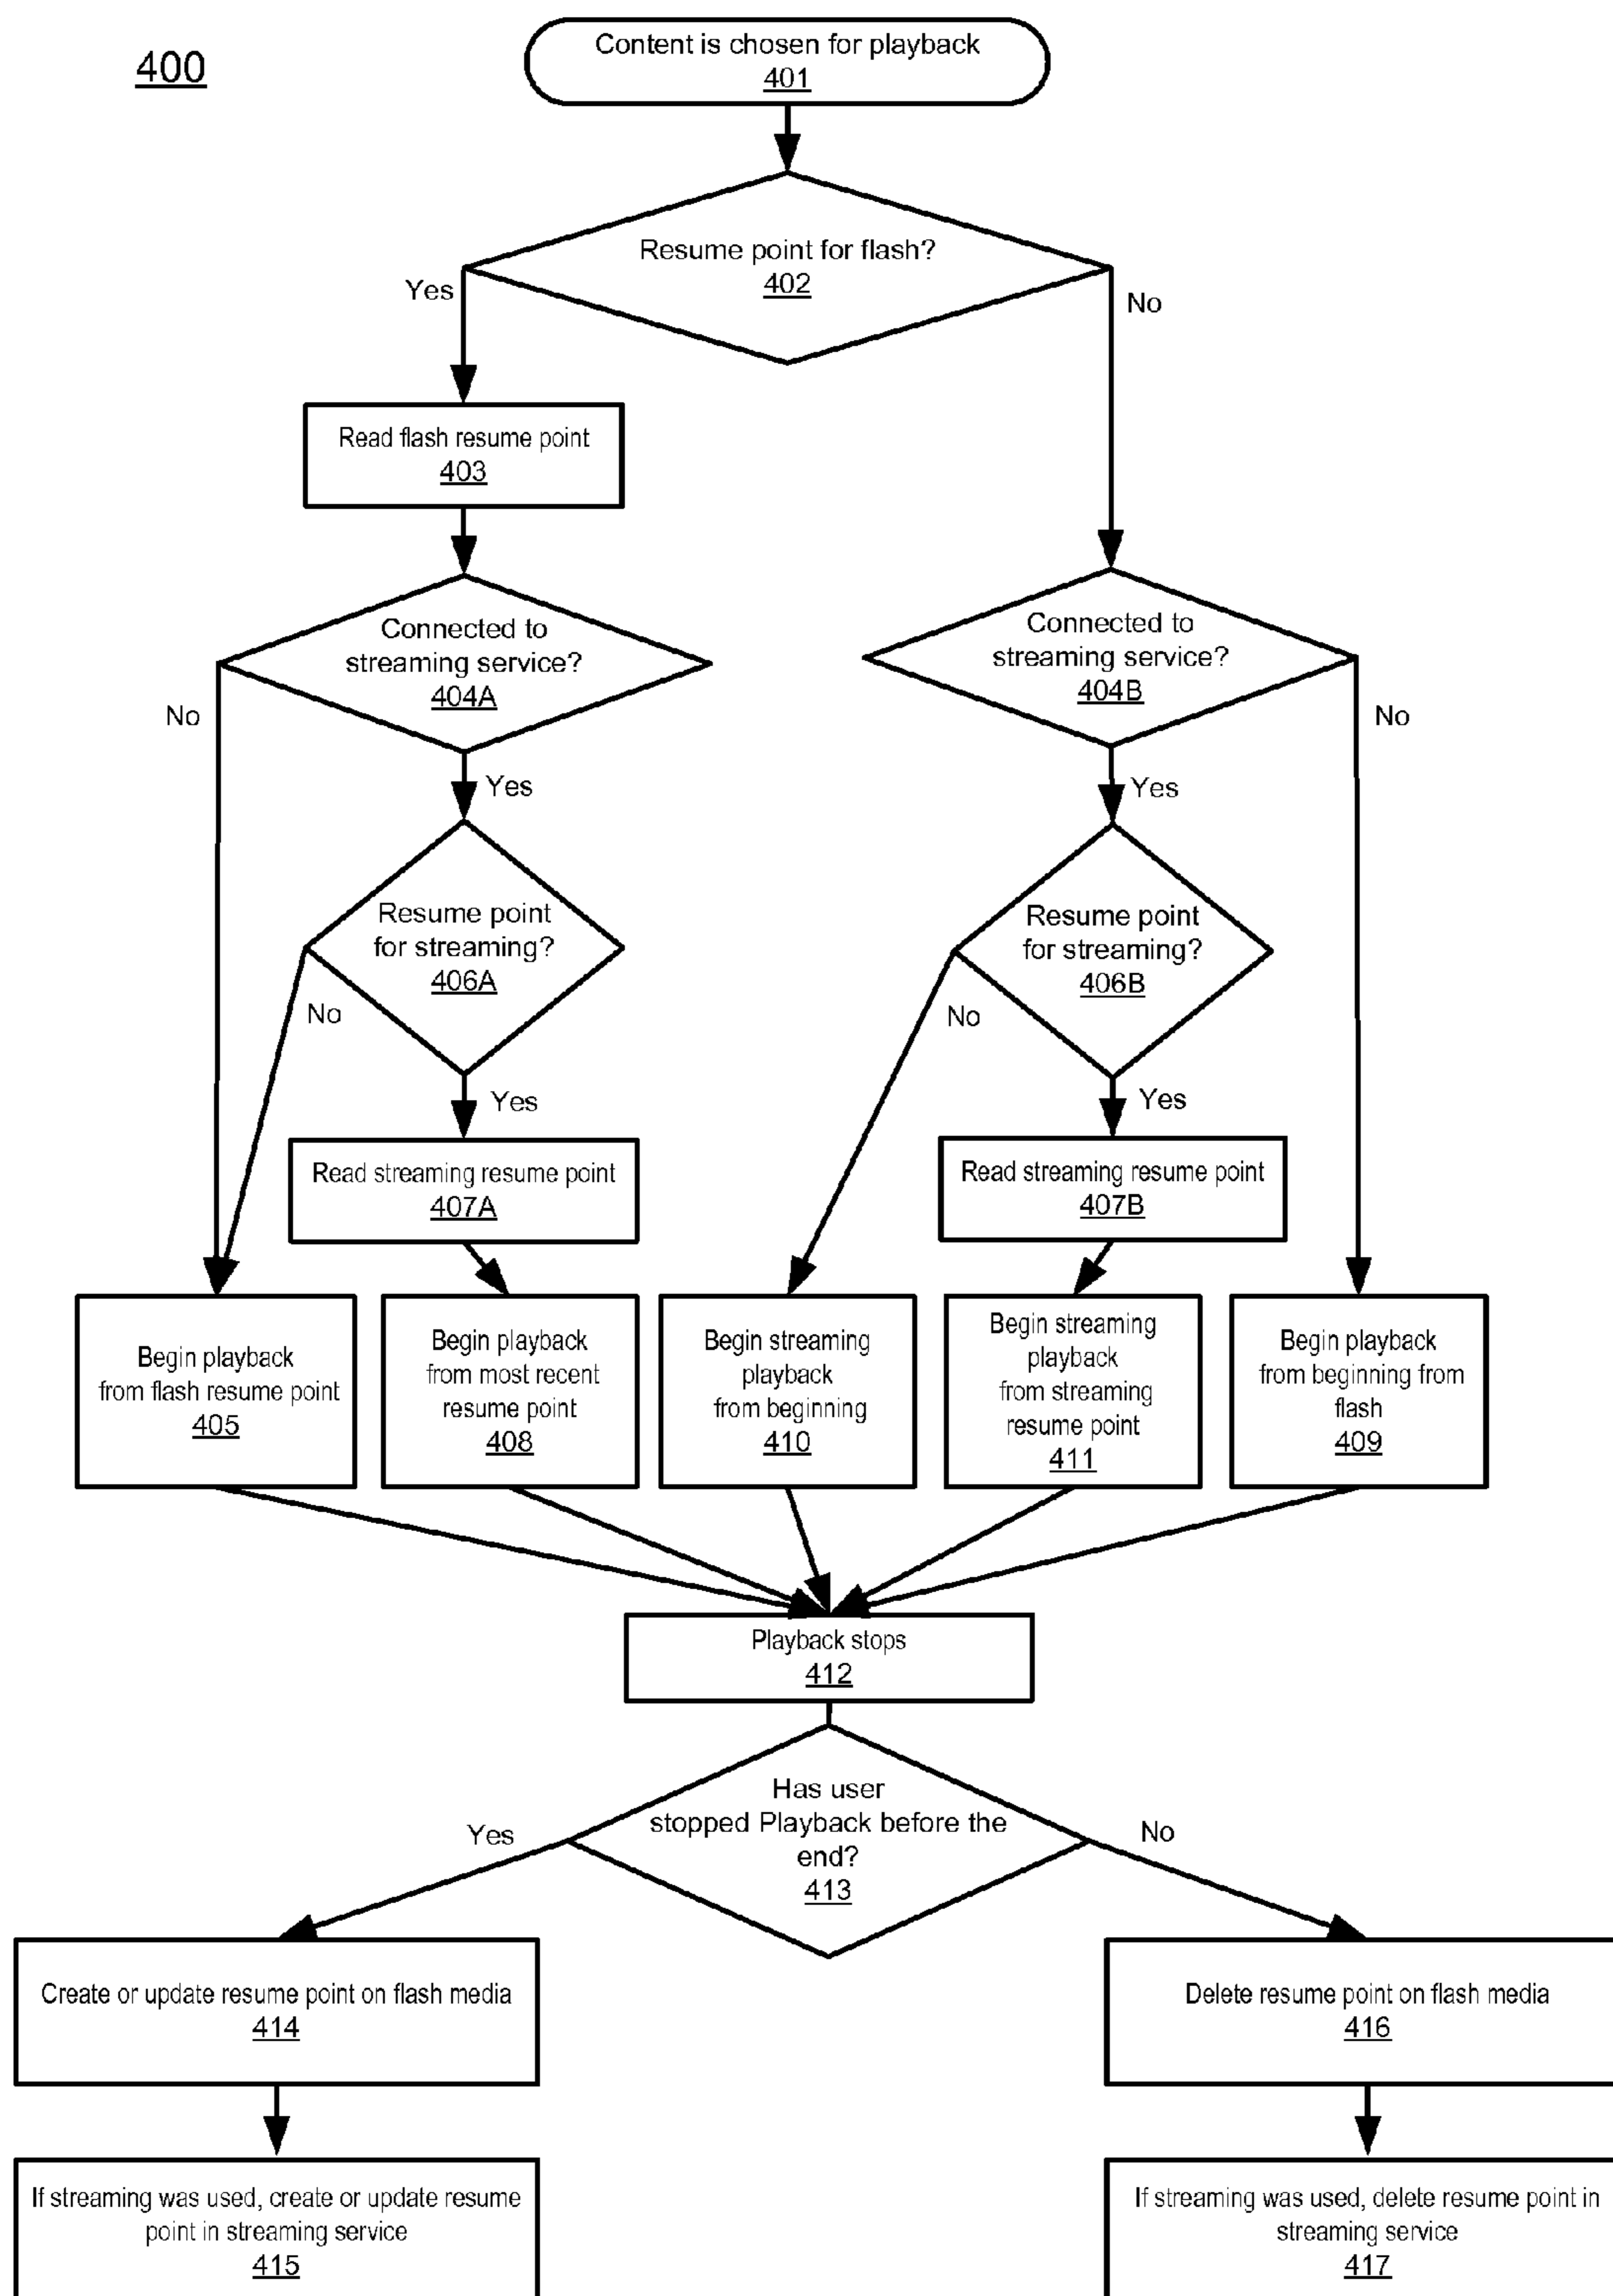 400
Content is chosen for playback
401
Resume point for flash?
402
Yes
No
Read flash resume point
403
Connected to
streaming service?
404A
Connected to
streaming service?
404B
No
No
Yes
Yes
Resume point
for streaming?
406A
Resume point
for streaming?
406B
No
No
Yes
Yes
Read streaming resume point
407A
Read streaming resume point
407B
Begin playback
from flash resume point
405
Begin playback
from most recent
resume point
408
Begin streaming
playback
from beginning
410
Begin streaming
playback
from streaming
resume point
411
Begin playback
from beginning from
flash
409
Playback stops
412
Has user
stopped Playback before the
end?
413
Yes
No
Create or update resume point on flash media
414
Delete resume point on flash media
416
If streaming was used, create or update resume
point in streaming service
415
If streaming was used, delete resume point in
streaming service
417